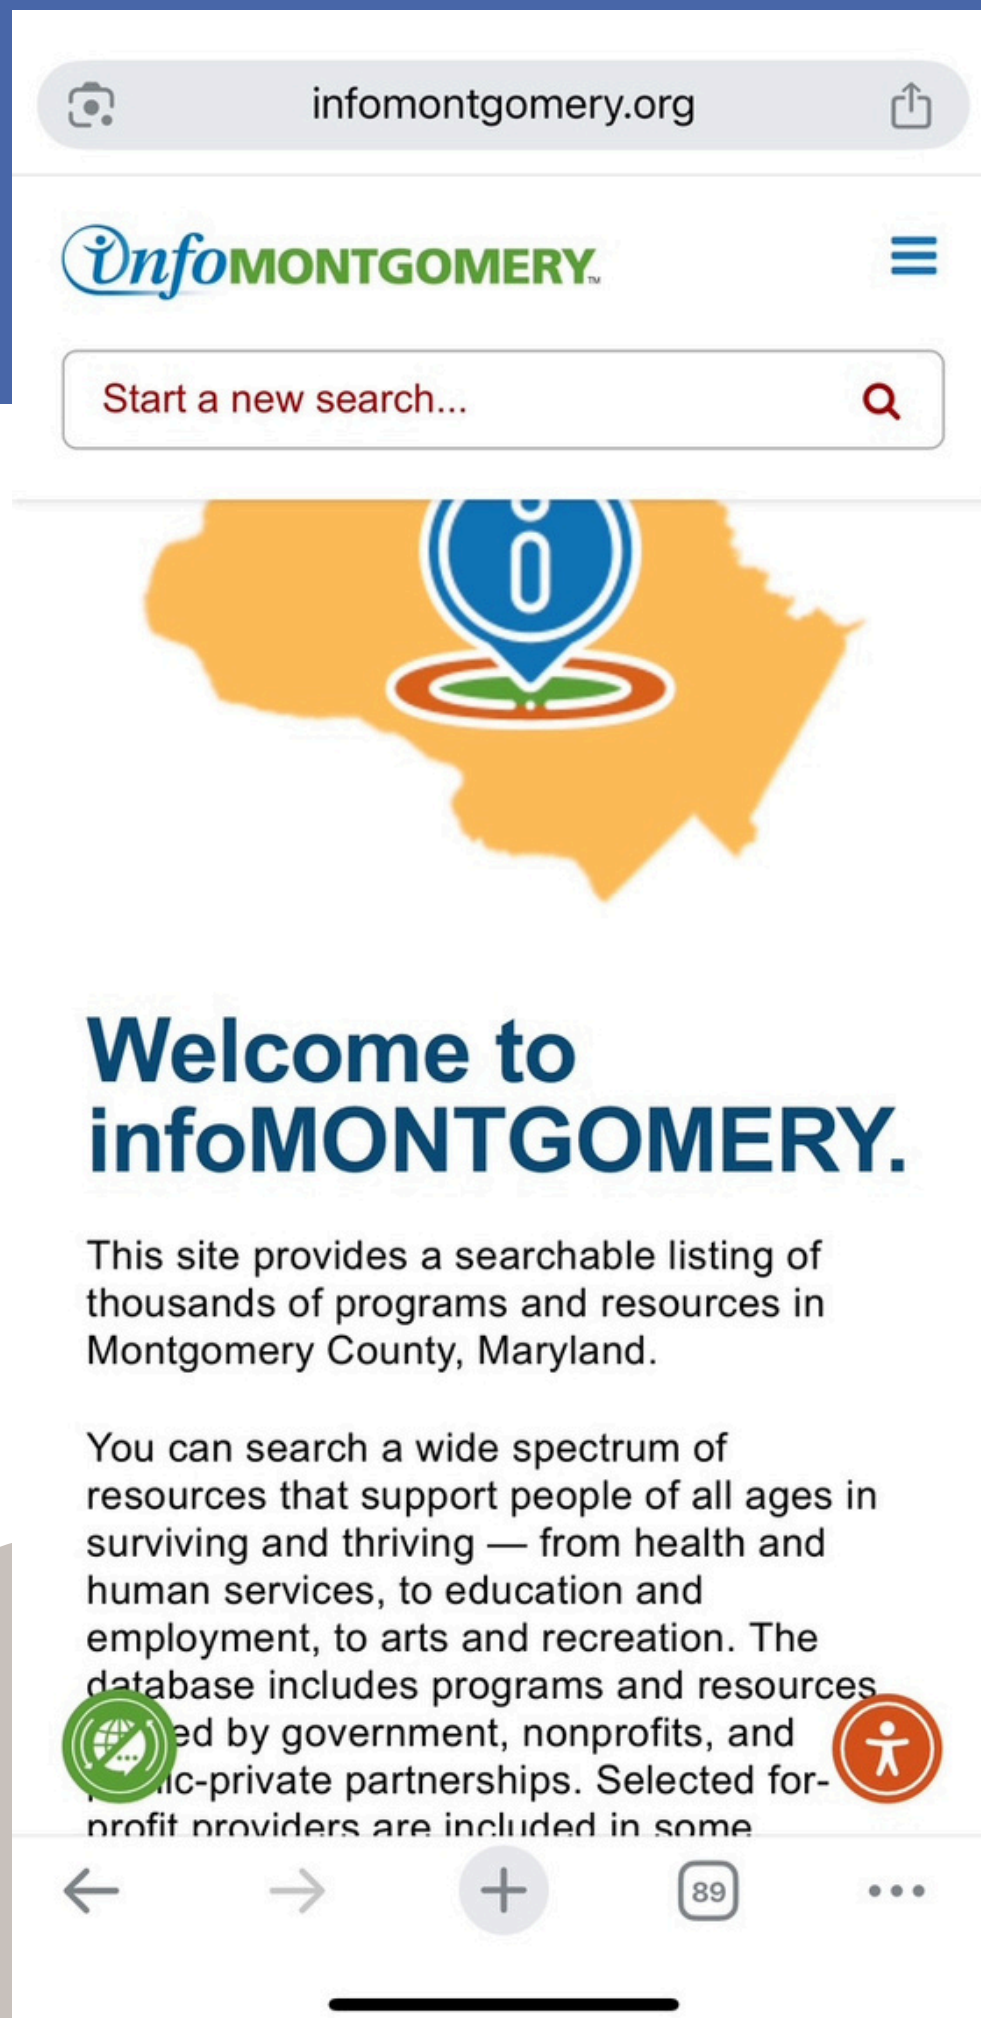 infomontgomery.org
infoMONTGOMERY™
Start a new search...
Welcome to
infoMONTGOMERY.
This site provides a searchable listing of
thousands of programs and resources in
Montgomery County, Maryland.
You can search a wide spectrum of
resources that support people of all ages in
surviving and thriving — from health and
human services, to education and
employment, to arts and recreation. The
database includes programs and resources
by government, nonprofits, and
partnerships. Selected for-
profit providers are included in some
89